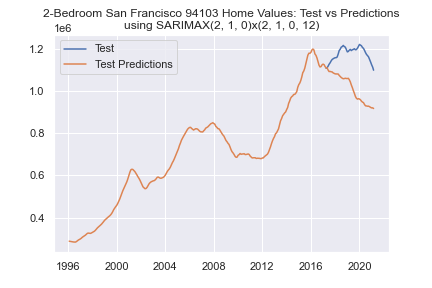 2-Bedroom San Francisco 94103 Home Values: Test vs Predictions
using SARIMAX(2, 1, 0)x(2, 1, 0, 12)
1e6
Test
Test Predictions
1.2
1.0
0.8
0.6
0.4
1996 2000 2004 2008 2012 2016 2020